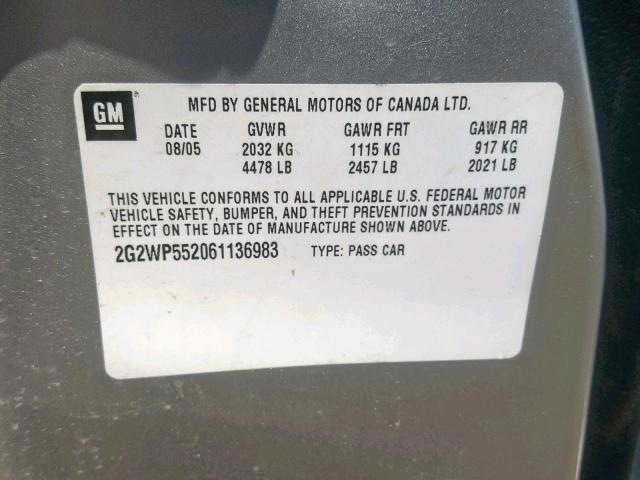 GM
MFD BY GENERAL MOTORS OF CANADA LTD.
DATE GVWR GAWR FRT GAWR RR
08/05 2032 KG 1115 KG 917 KG
4478 LB 2457 LB 2021 LB
THIS VEHICLE CONFORMS TO ALL APPLICABLE U.S. FEDERAL MOTOR
VEHICLE SAFETY, BUMPER, AND THEFT PREVENTION STANDARDS IN
EFFECT ON THE DATE OF MANUFACTURE SHOWN ABOVE.
2G2WP552061136983 TYPE: PASS CAR